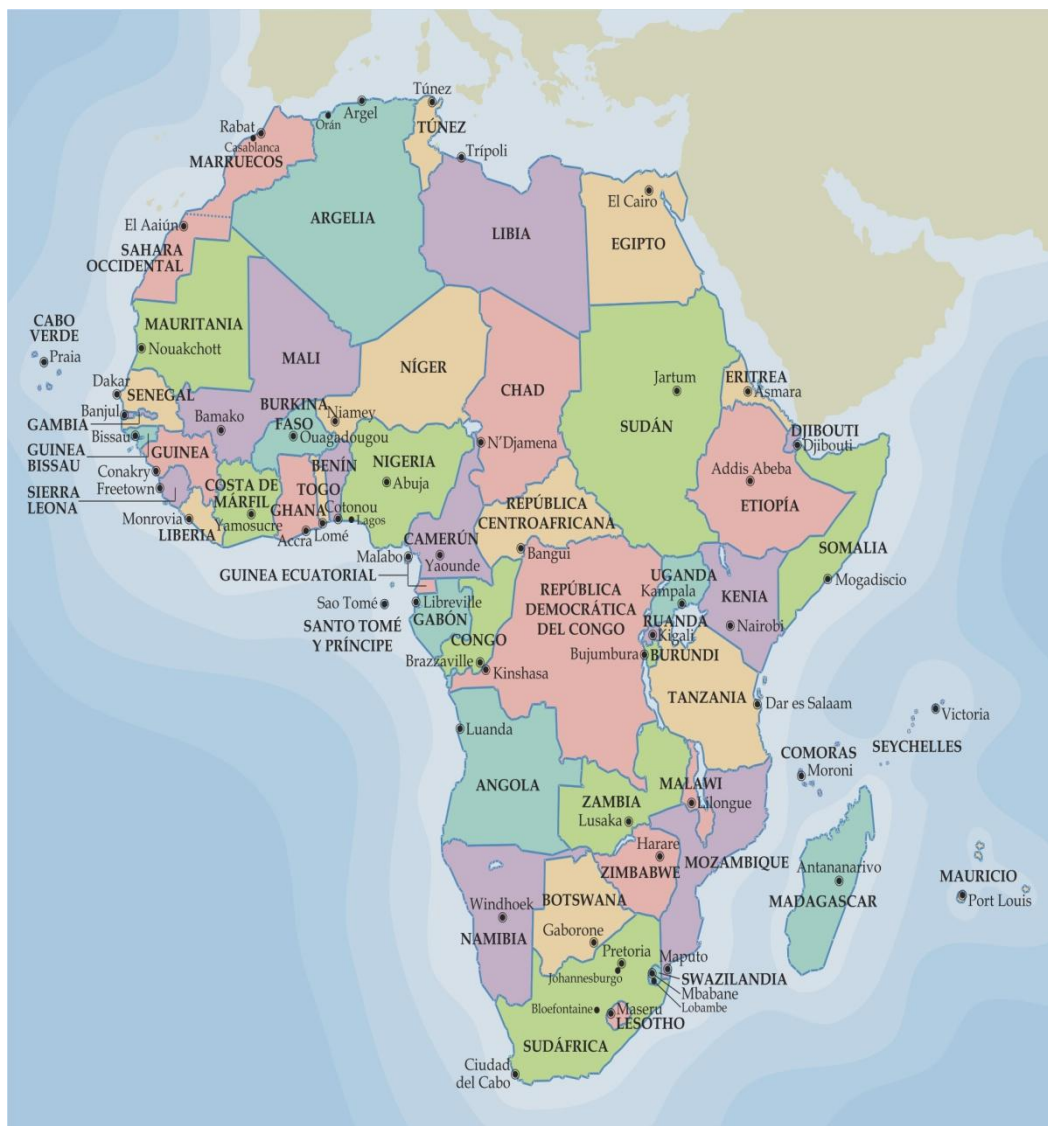 Túnez
Argel
Orán
TÚNEZ
Rabat
Casablanca
MARRUECOS
Trípoli
El Cairo
El Aaiún
ARGELIA
LIBIA
EGIPTO
SAHARA
OCCIDENTAL
CABO
VERDE
Praia
MAURITANIA
Nouakchott
MALI
NÍGER
CHAD
Jartum
ERITREA
Asmara
Dakar
SENEGAL
Banjul
GAMBIA
Bamako
BURKINA
FASO
Niamey
Ouagadougou
SUDÁN
DJIBOUTI
Djibouti
Bissau
GUINEA
BISSAU
GUINEA
N'Djamena
BENÍN
NIGERIA
Abuja
Addis Abeba
ETIOPÍA
Conakry
Freetown
SIERRA
LEONA
COSTA DE
MÁRFIL
Yamosucre
TOGO
GHANA
Cotonou
Lagos
Monrovia
LIBERIA
Accra
Lomé
REPÚBLICA
CENTROAFRICANA
Bangui
CAMERÚN
Yaounde
Malabo
GUINEA ECUATORIAL
SOMALIA
Mogadiscio
REPÚBLICA
DEMOCRÁTICA
DEL CONGO
UGANDA
Kampala
KENIA
Nairobi
Sao Tomé
SANTO TOMÉ
Y PRÍNCIPE
Libreville
GABÓN
CONGO
RUANDA
Kigali
Brazzaville
Kinshasa
Bujumbura
BURUNDI
TANZANIA
Dar es Salaam
Victoria
SEYCHELLES
Luanda
COMORAS
Moroni
ANGOLA
MALAWI
Lilongue
ZAMBIA
Lusaka
Harare
ZIMBABWE
MOZAMBIQUE
Antananarivo
MADAGASCAR
MAURICIO
Port Louis
BOTSWANA
Windhoek
NAMIBIA
Gaborone
Pretoria
Johannesburgo
Maputo
SWAZILANDIA
Mbabane
Lobambe
Bloefontaine
Maseru
LESOTHO
SUDÁFRICA
Ciudad
del Cabo